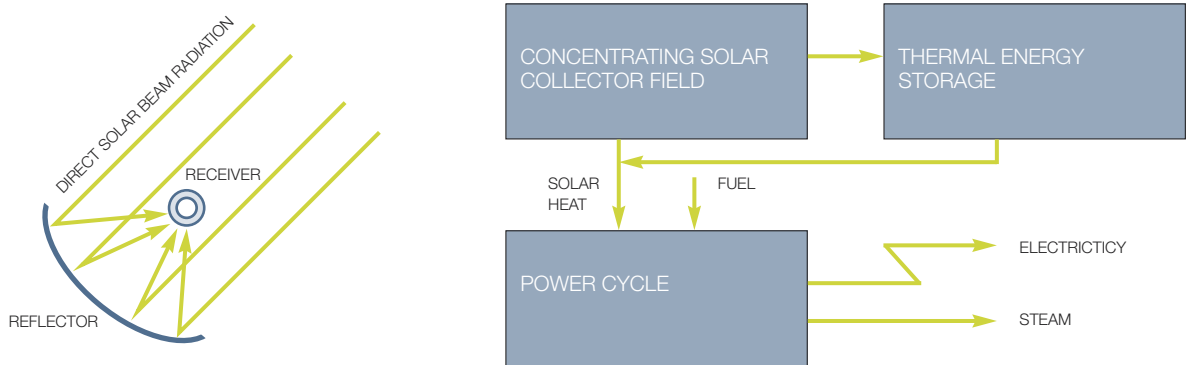 DIRECT SOLAR BEAM RADIATION
RECEIVER
REFLECTOR
CONCENTRATING SOLAR
COLLECTOR FIELD
THERMAL ENERGY
STORAGE
SOLAR
HEAT
FUEL
POWER CYCLE
ELECTRICTICY
STEAM